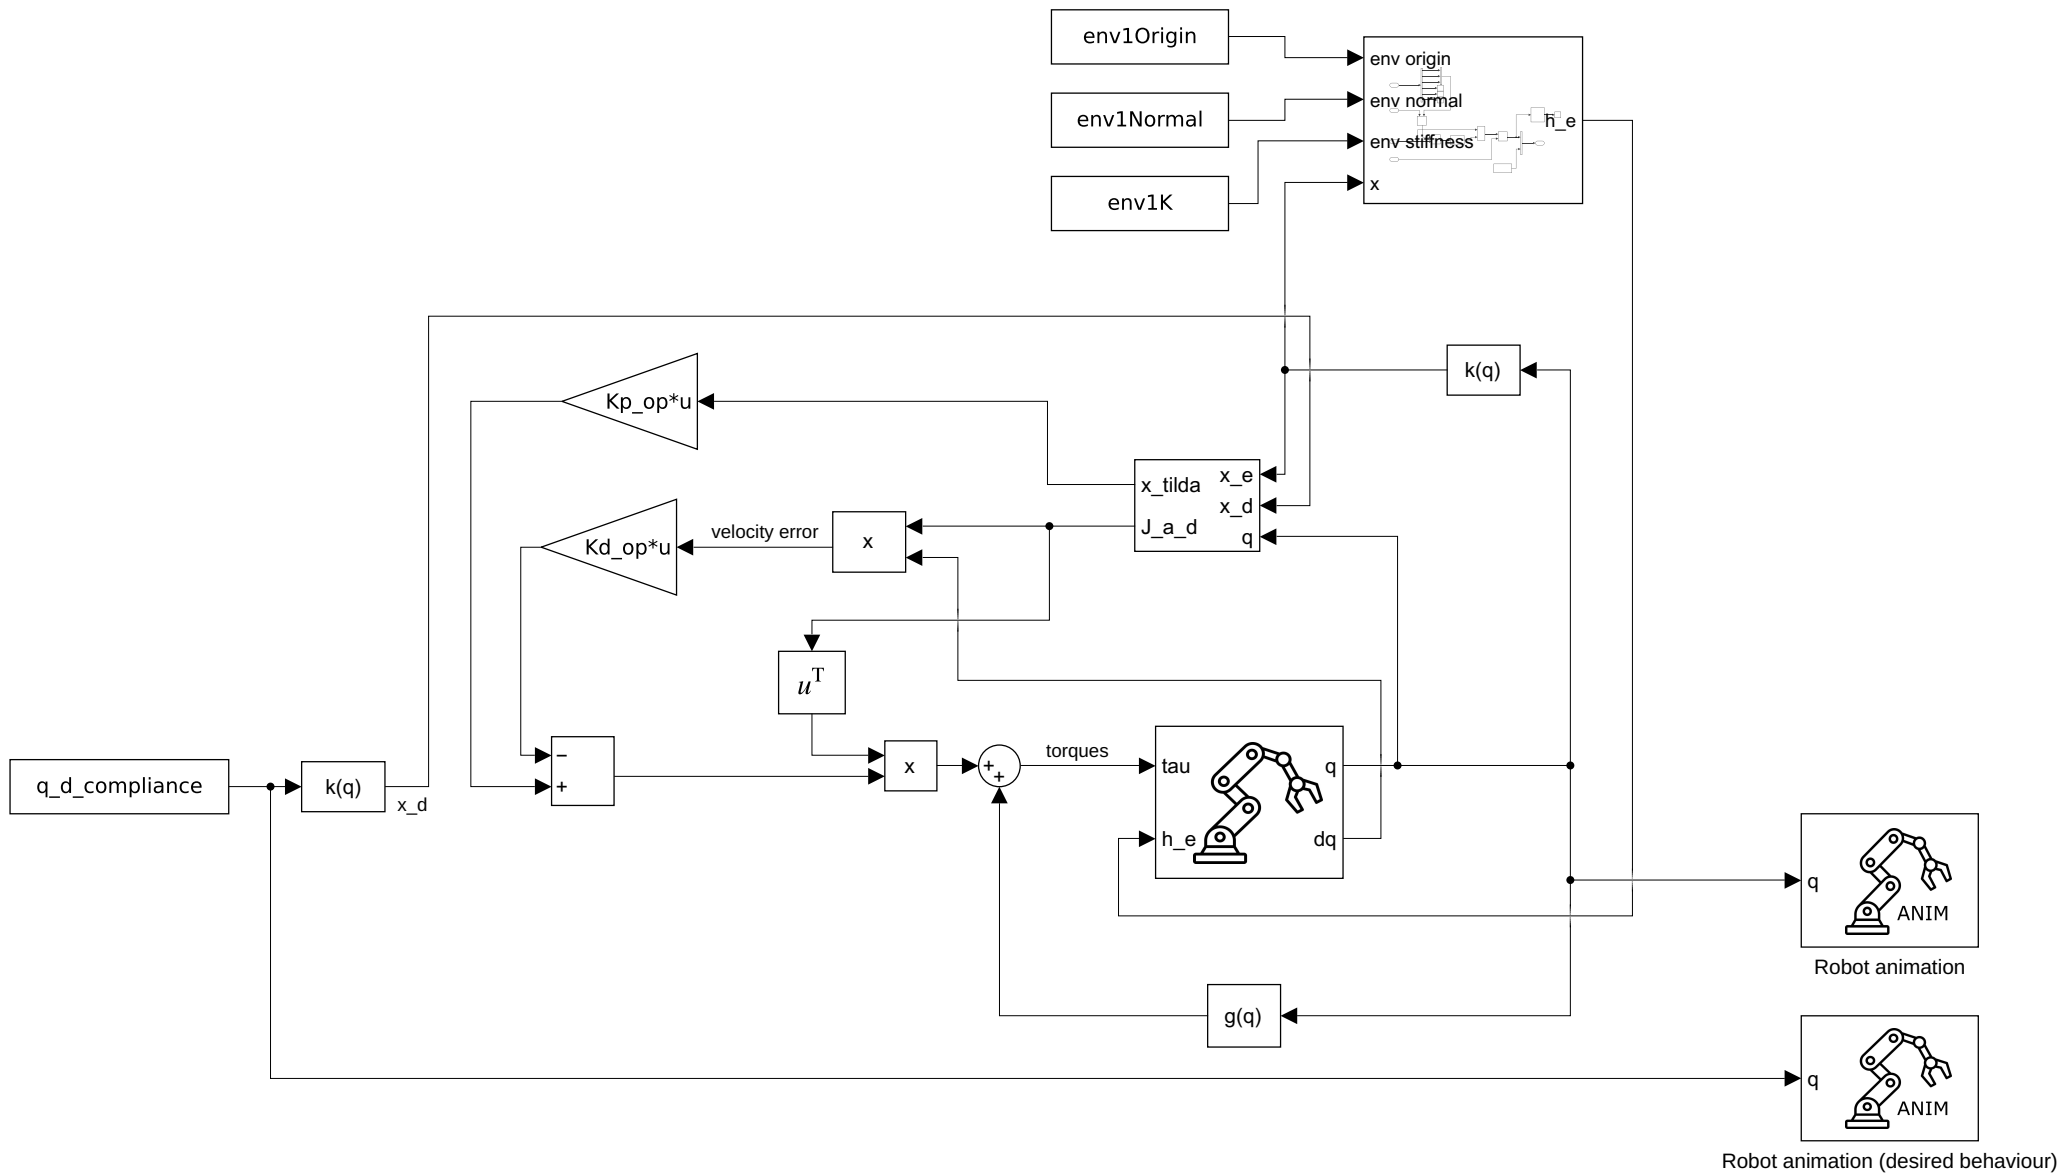 env1Origin
env origin
env normal
env1Normal
h_e
env stiffness
x
env1K
k(q)
Kp_op*u
x_tilda
x_e
x_d
J_a_d
q
velocity error
x
Kd_op*u
u^T
torques
x
+
+
tau
q
h_e
dq
−
+
q_d_compliance
k(q)
x_d
q
ANIM
Robot animation
g(q)
q
ANIM
Robot animation (desired behaviour)